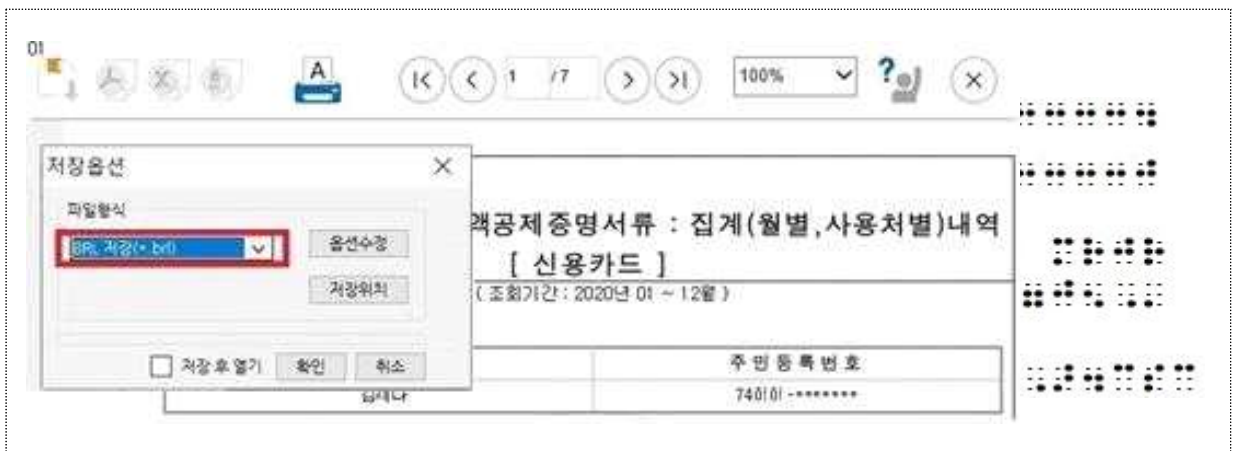 01
A
1 /7
100%
?
저장옵션
파일형식
BRL 저장(*.brl)
옵션수정
저장위치
저장 후 열기 확인 취소
액공제증명서류 : 집계(월별,사용처별)내역
[ 신용카드 ]
( 조회기간 : 2020년 01 ~ 12월 )
주 민 등 록 번 호
-*******